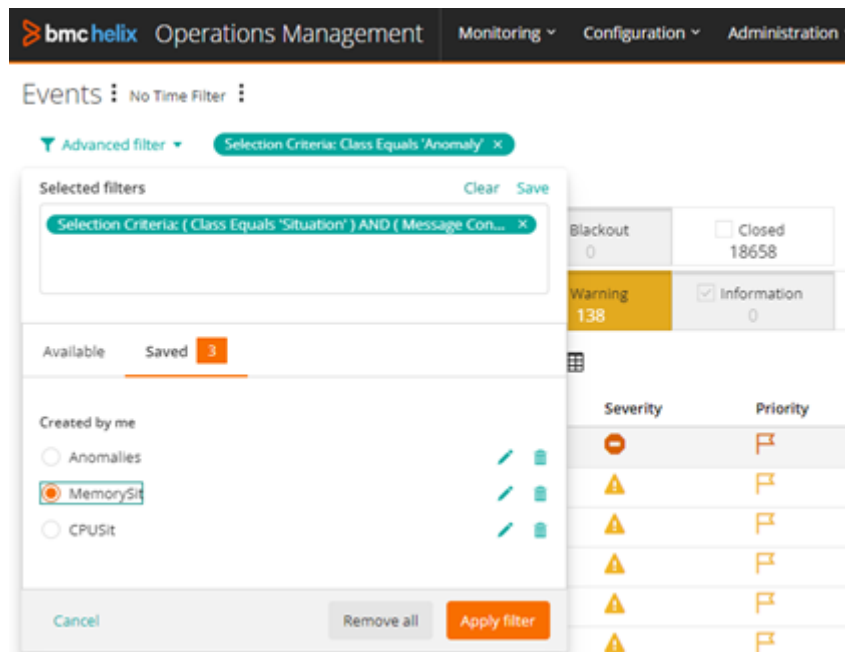 bmc helix Operations Management Monitoring Configuration Administration
Events No Time Filter
Advanced filter Selection Criteria: Class Equals 'Anomaly' ×
Selected filters Clear Save
Selection Criteria: ( Class Equals 'Situation' ) AND ( Message Con... ×
Blackout
0
Closed
18658
Warning
138
Information
0
Available Saved 3
Severity Priority
Created by me
Anomalies
MemorySit
CPUSit
Cancel Remove all Apply filter